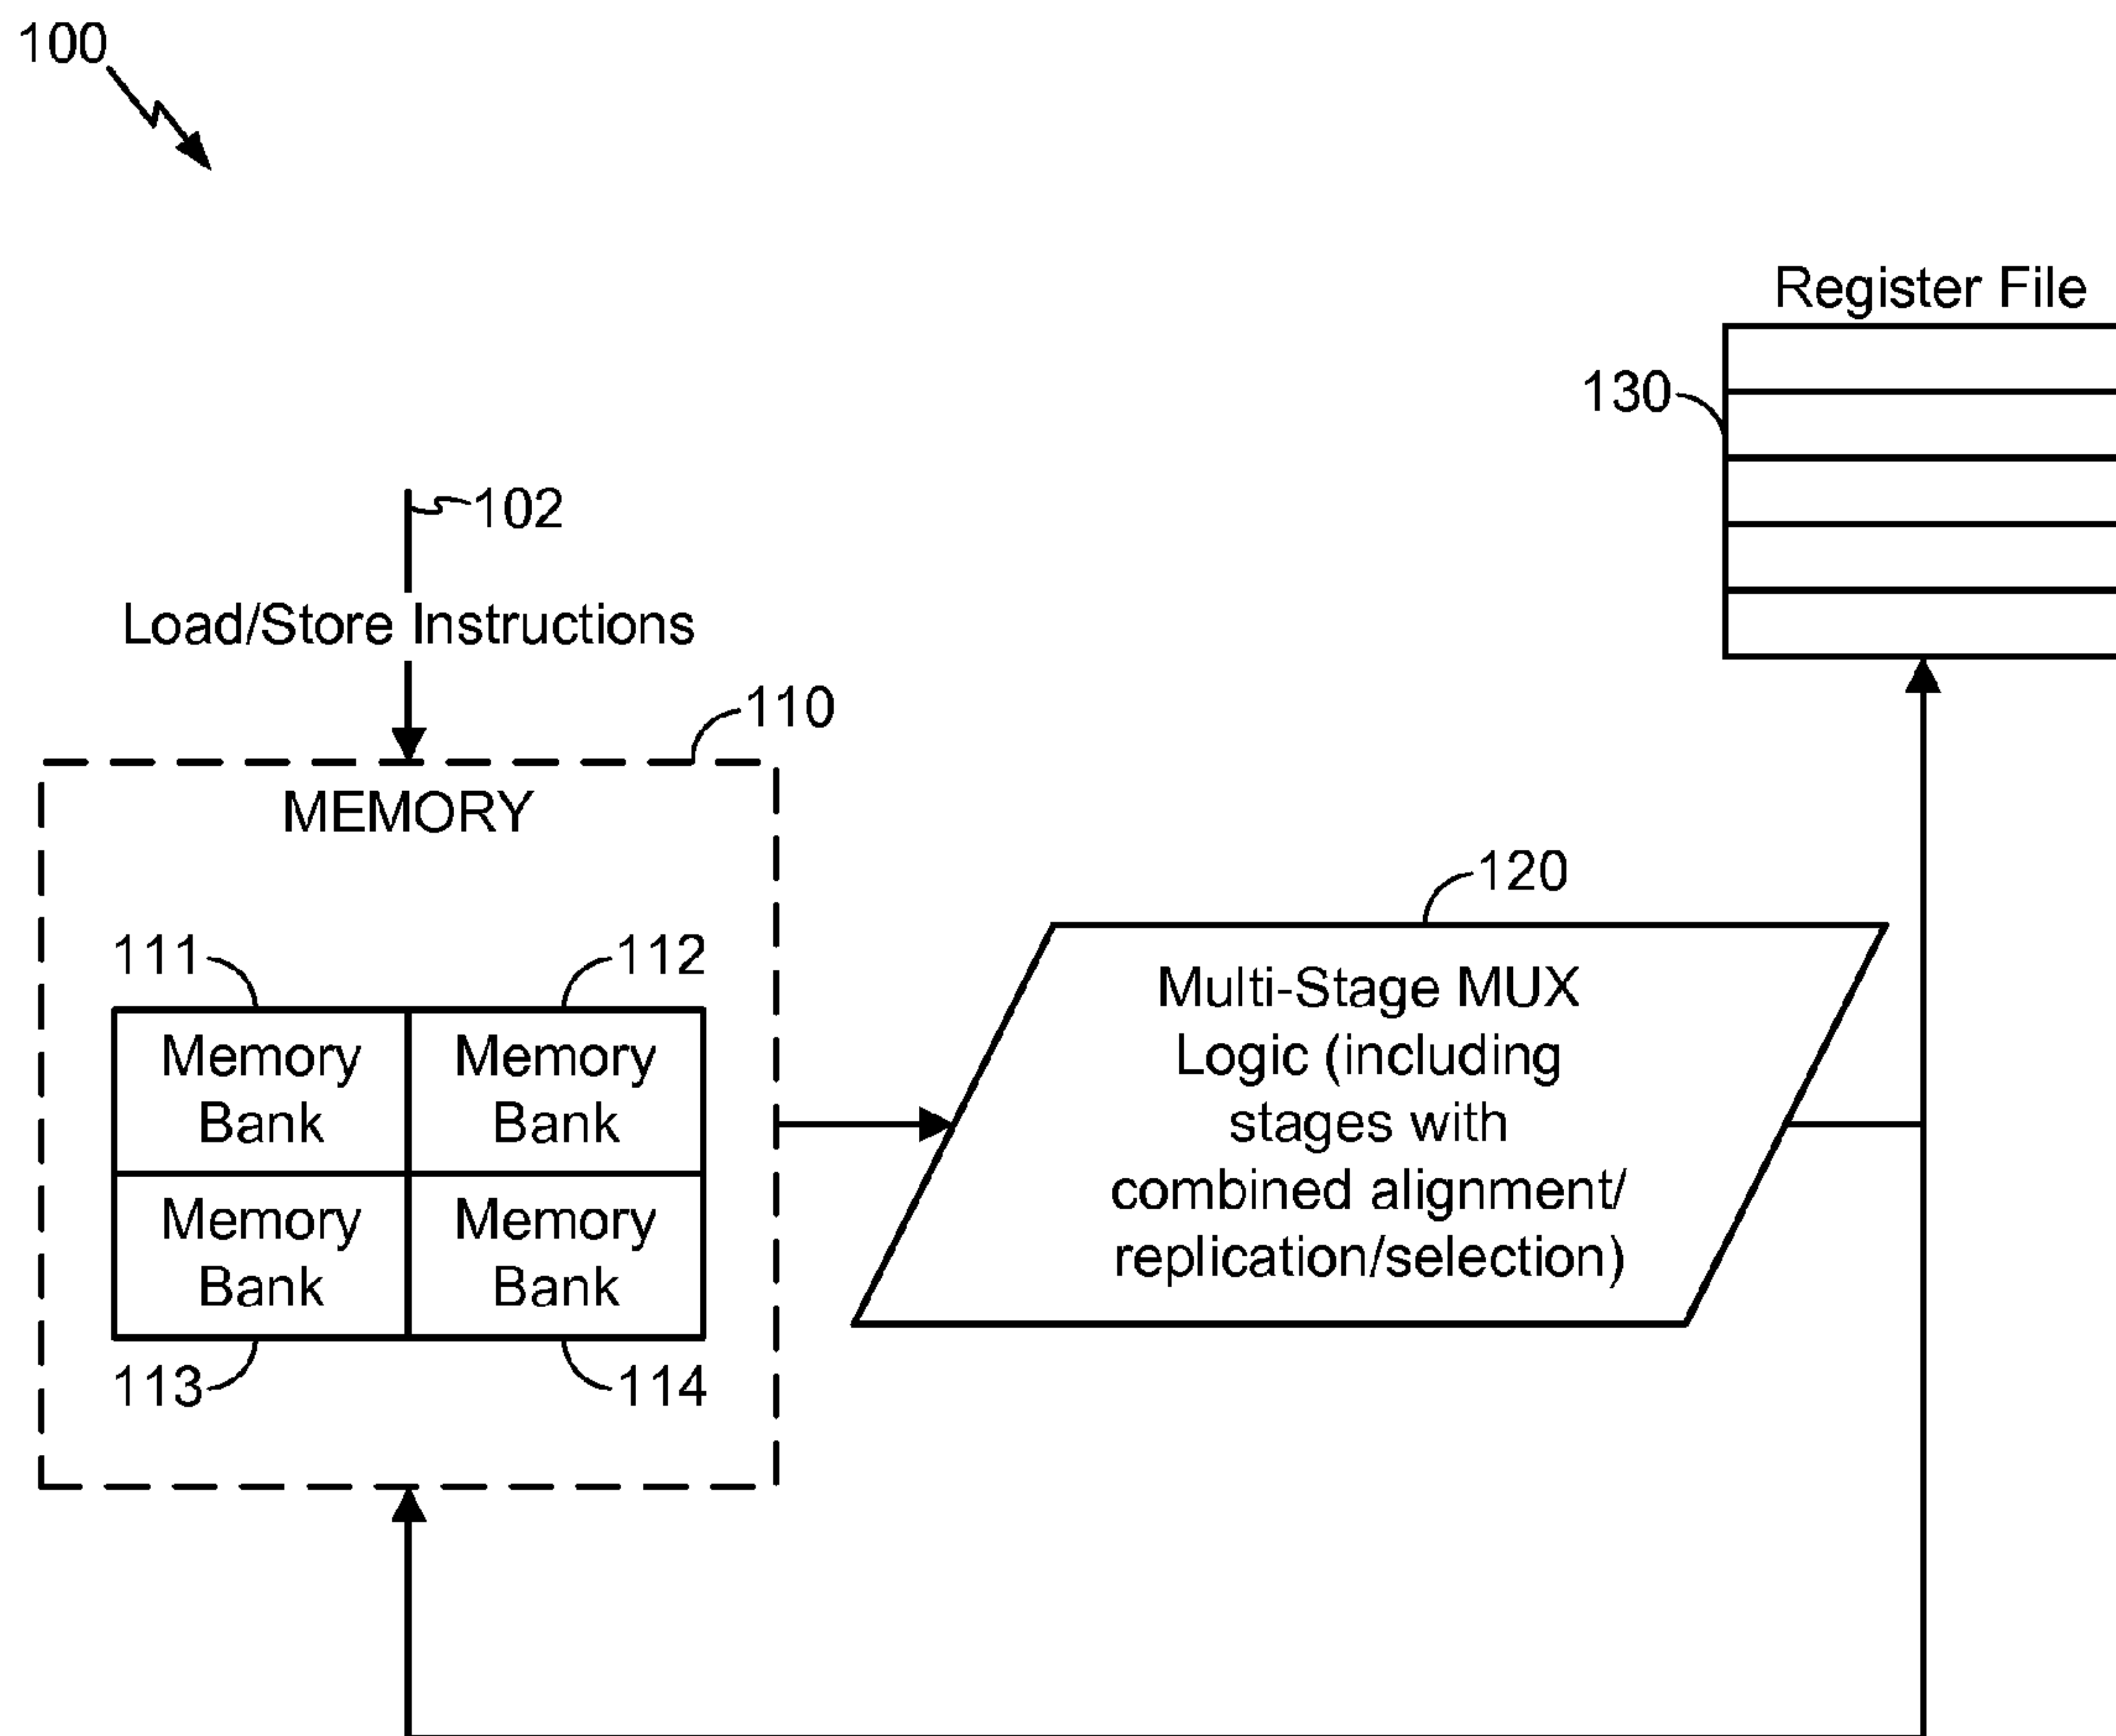 100
Register File
130
102
Load/Store Instructions
110
MEMORY
120
111
112
Memory
Bank
Memory
Bank
Memory
Bank
Memory
Bank
113
114
Multi-Stage MUX
Logic (including
stages with
combined alignment/
replication/selection)